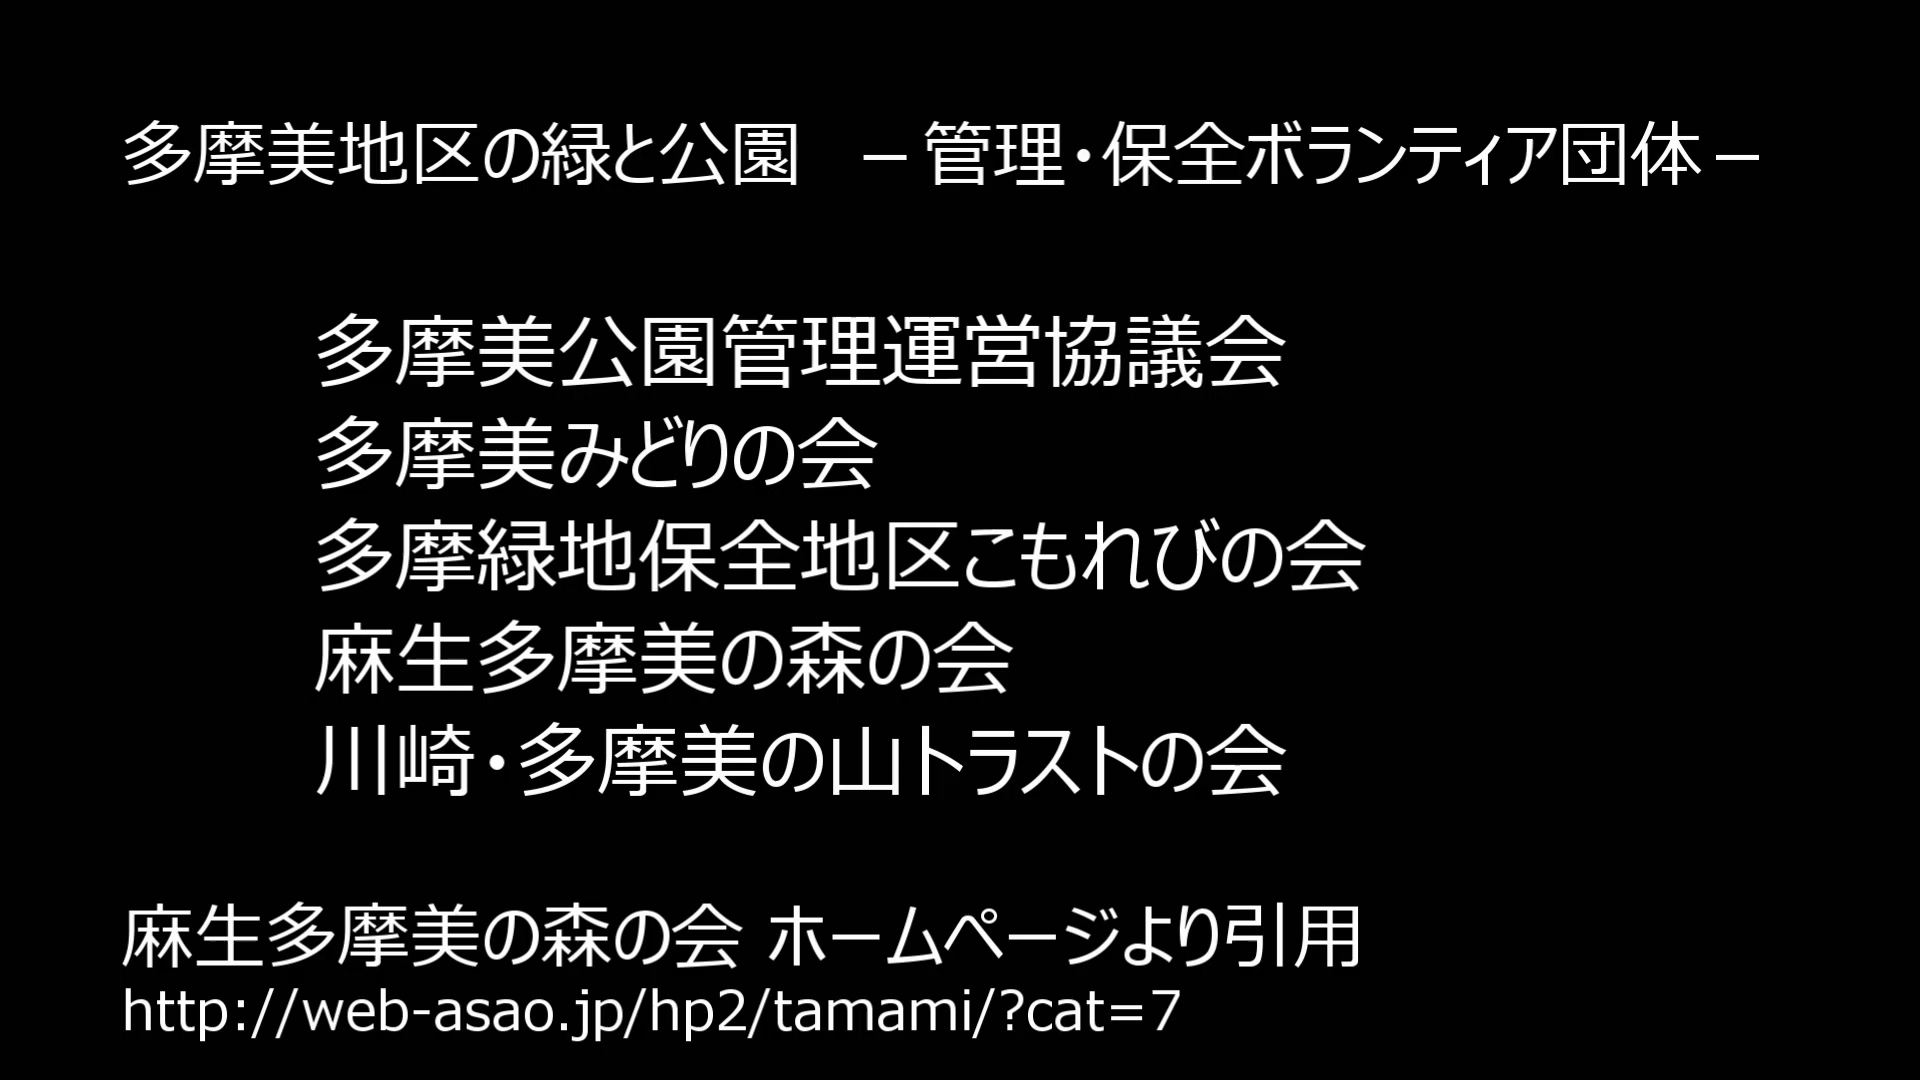 多摩美地区の緑と公園　－管理・保全ボランティア団体－
多摩美公園管理運営協議会
多摩美みどりの会
多摩緑地保全地区こもれびの会
麻生多摩美の森の会
川崎・多摩美の山トラストの会
麻生多摩美の森の会 ホームページより引用
http://web-asao.jp/hp2/tamami/?cat=7